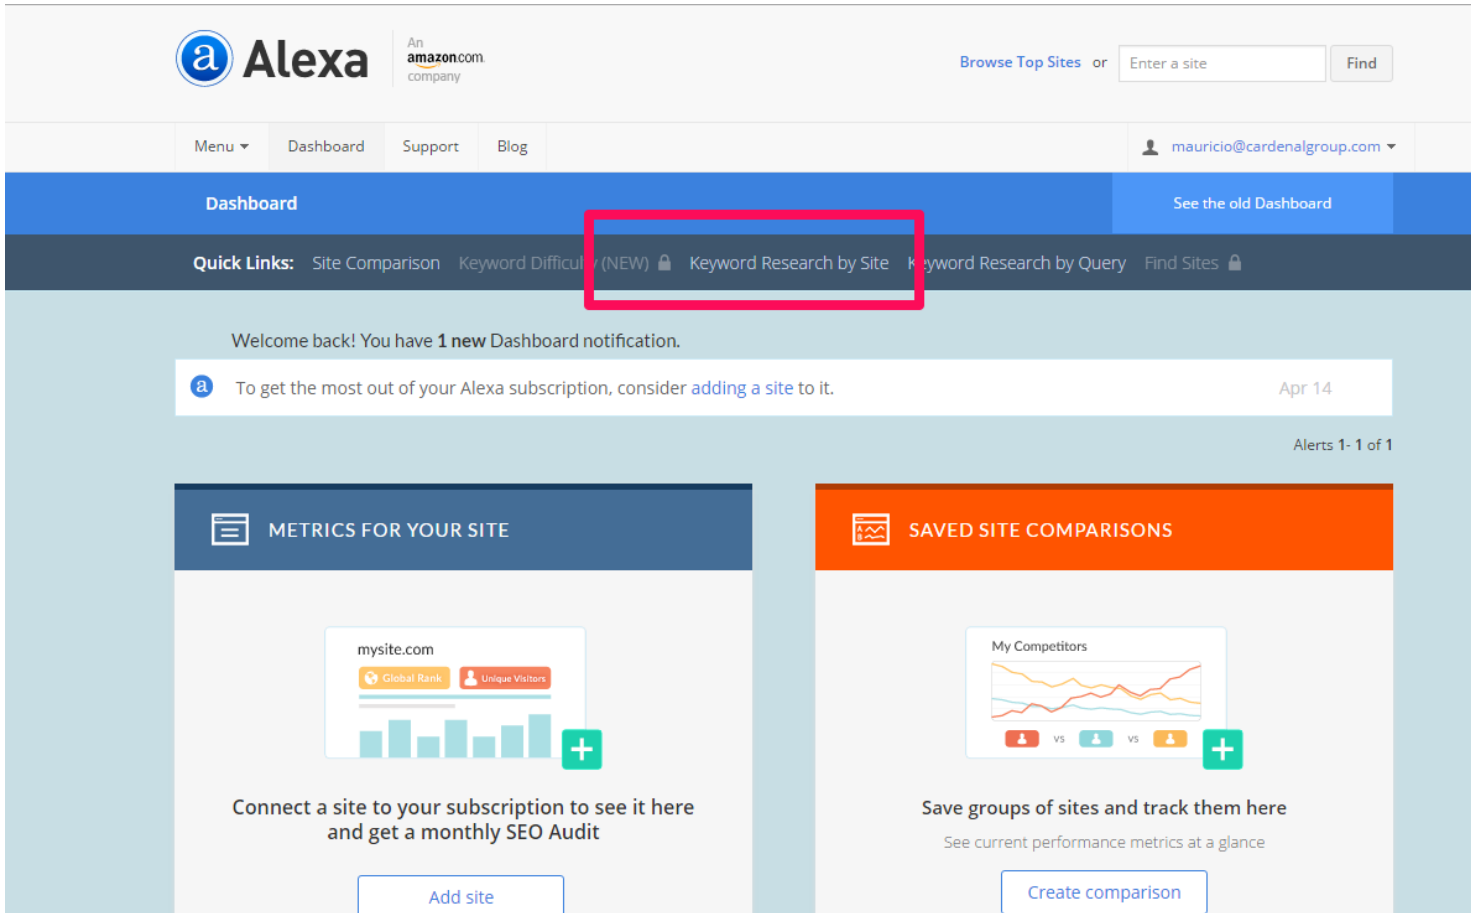 a Alexa An
amazon.com
company
Browse Top Sites or Enter a site Find
Menu Dashboard Support Blog mauricio@cardenalgroup.com
Dashboard See the old Dashboard
Quick Links: Site Comparison Keyword Difficulty (NEW) Keyword Research by Site Keyword Research by Query Find Sites
Welcome back! You have 1 new Dashboard notification.
a To get the most out of your Alexa subscription, consider adding a site to it. Apr 14
Alerts 1- 1 of 1
METRICS FOR YOUR SITE
mysite.com
Global Rank Unique Visitors
Connect a site to your subscription to see it here
and get a monthly SEO Audit
Add site
SAVED SITE COMPARISONS
A
B
My Competitors
vs vs
Save groups of sites and track them here
See current performance metrics at a glance
Create comparison